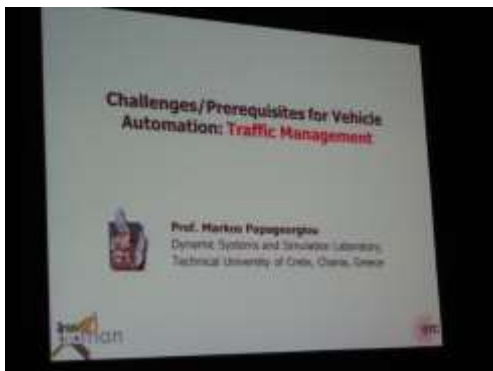 Challenges/Prerequisites for Vehicle
Automation: Traffic Management
Prof. Markos Papageorgiou
Dynamic Systems and Simulation Laboratory,
Technical University of Crete, Chania, Greece
man